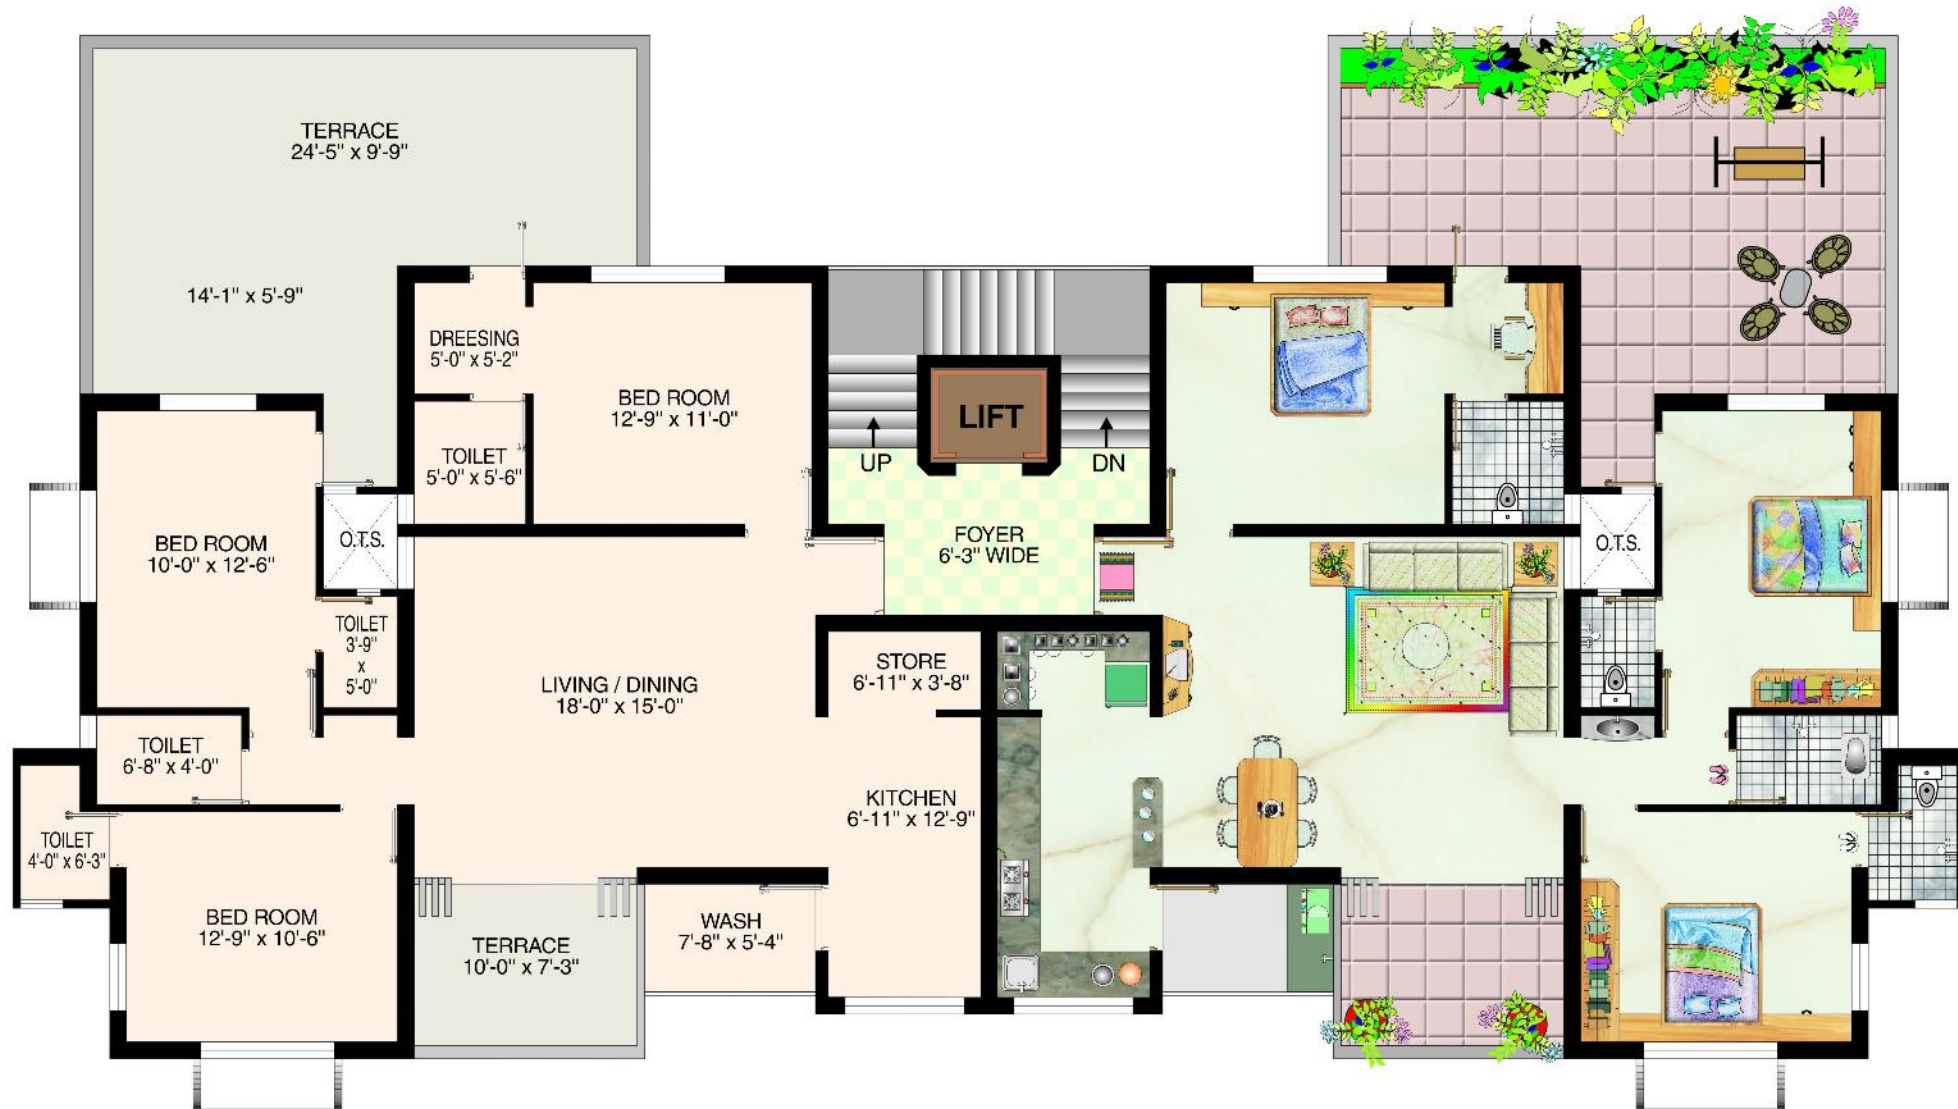 TERRACE
24'-5" x 9'-9"
14'-1" x 5'-9"
DREESING
5'-0" x 5'-2"
BED ROOM
12'-9" x 11'-0"
TOILET
5'-0" x 5'-6"
LIFT
UP
DN
FOYER
6'-3" WIDE
BED ROOM
10'-0" x 12'-6"
O.T.S.
O.T.S.
TOILET
3'-9"
x
5'-0"
LIVING / DINING
18'-0" x 15'-0"
STORE
6'-11" x 3'-8"
TOILET
6'-8" x 4'-0"
KITCHEN
6'-11" x 12'-9"
TOILET
4'-0" x 6'-3"
BED ROOM
12'-9" x 10'-6"
TERRACE
10'-0" x 7'-3"
WASH
7'-8" x 5'-4"